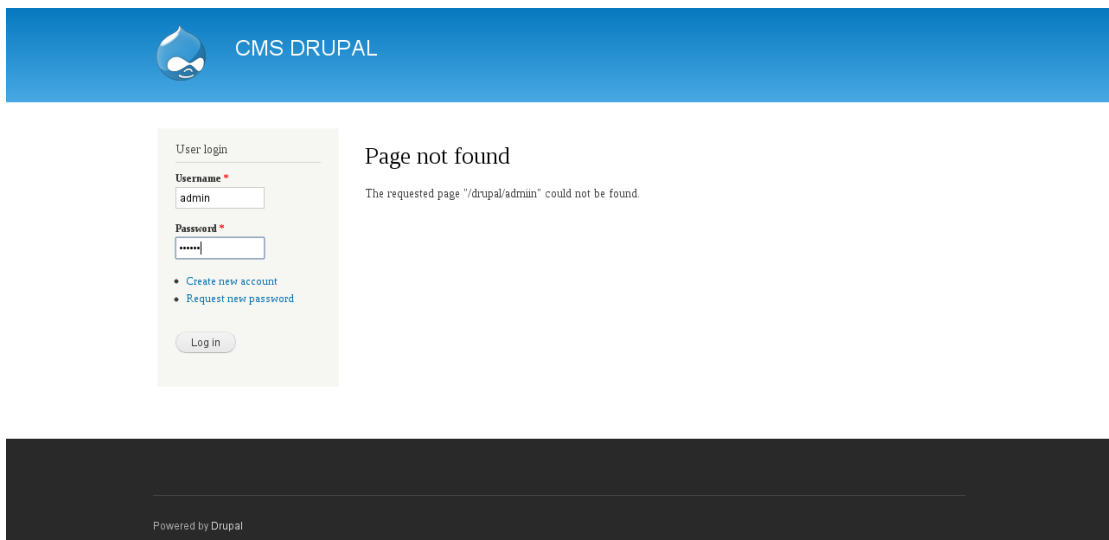 CMS DRUPAL
User login
Username *
admin
Password *
••••••
Create new account
Request new password
Log in
Page not found
The requested page "/drupal/admiin" could not be found.
Powered by Drupal